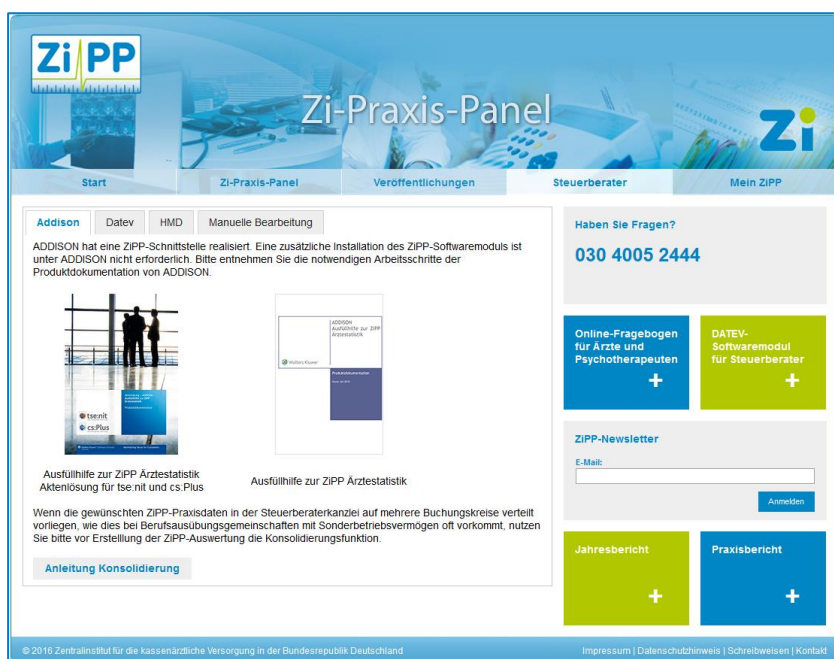 Zi PP
Zi-Praxis-Panel
Zi
Start
Zi-Praxis-Panel
Veröffentlichungen
Steuerberater
Mein ZiPP
Addison
Datev
HMD
Manuelle Bearbeitung
ADDISON hat eine ZiPP-Schnittstelle realisiert. Eine zusätzliche Installation des ZiPP-Softwaremoduls ist
unter ADDISON nicht erforderlich. Bitte entnehmen Sie die notwendigen Arbeitsschritte der
Produktdokumentation von ADDISON.
tse:nit
cs:Plus
ADDISON
Ausfüllhilfe zur ZiPP
Ärztestatistik
Wolters Kluwer
Produktdokumentation
Ausfüllhilfe zur ZiPP Ärztestatistik
Aktenlösung für tse:nit und cs:Plus
Ausfüllhilfe zur ZiPP Ärztestatistik
Wenn die gewünschten ZiPP-Praxisdaten in der Steuerberaterkanzlei auf mehrere Buchungskreise verteilt
vorliegen, wie dies bei Berufsausübungsgemeinschaften mit Sonderbetriebsvermögen oft vorkommt, nutzen
Sie bitte vor Erstelllung der ZiPP-Auswertung die Konsolidierungsfunktion.
Anleitung Konsolidierung
Haben Sie Fragen?
030 4005 2444
Online-Fragebogen
für Ärzte und
Psychotherapeuten
+
DATEV-
Softwaremodul
für Steuerberater
+
ZiPP-Newsletter
E-Mail:
Anmelden
Jahresbericht
+
Praxisbericht
+
© 2016 Zentralinstitut für die kassenärztliche Versorgung in der Bundesrepublik Deutschland
Impressum | Datenschutzhinweis | Schreibweisen | Kontakt